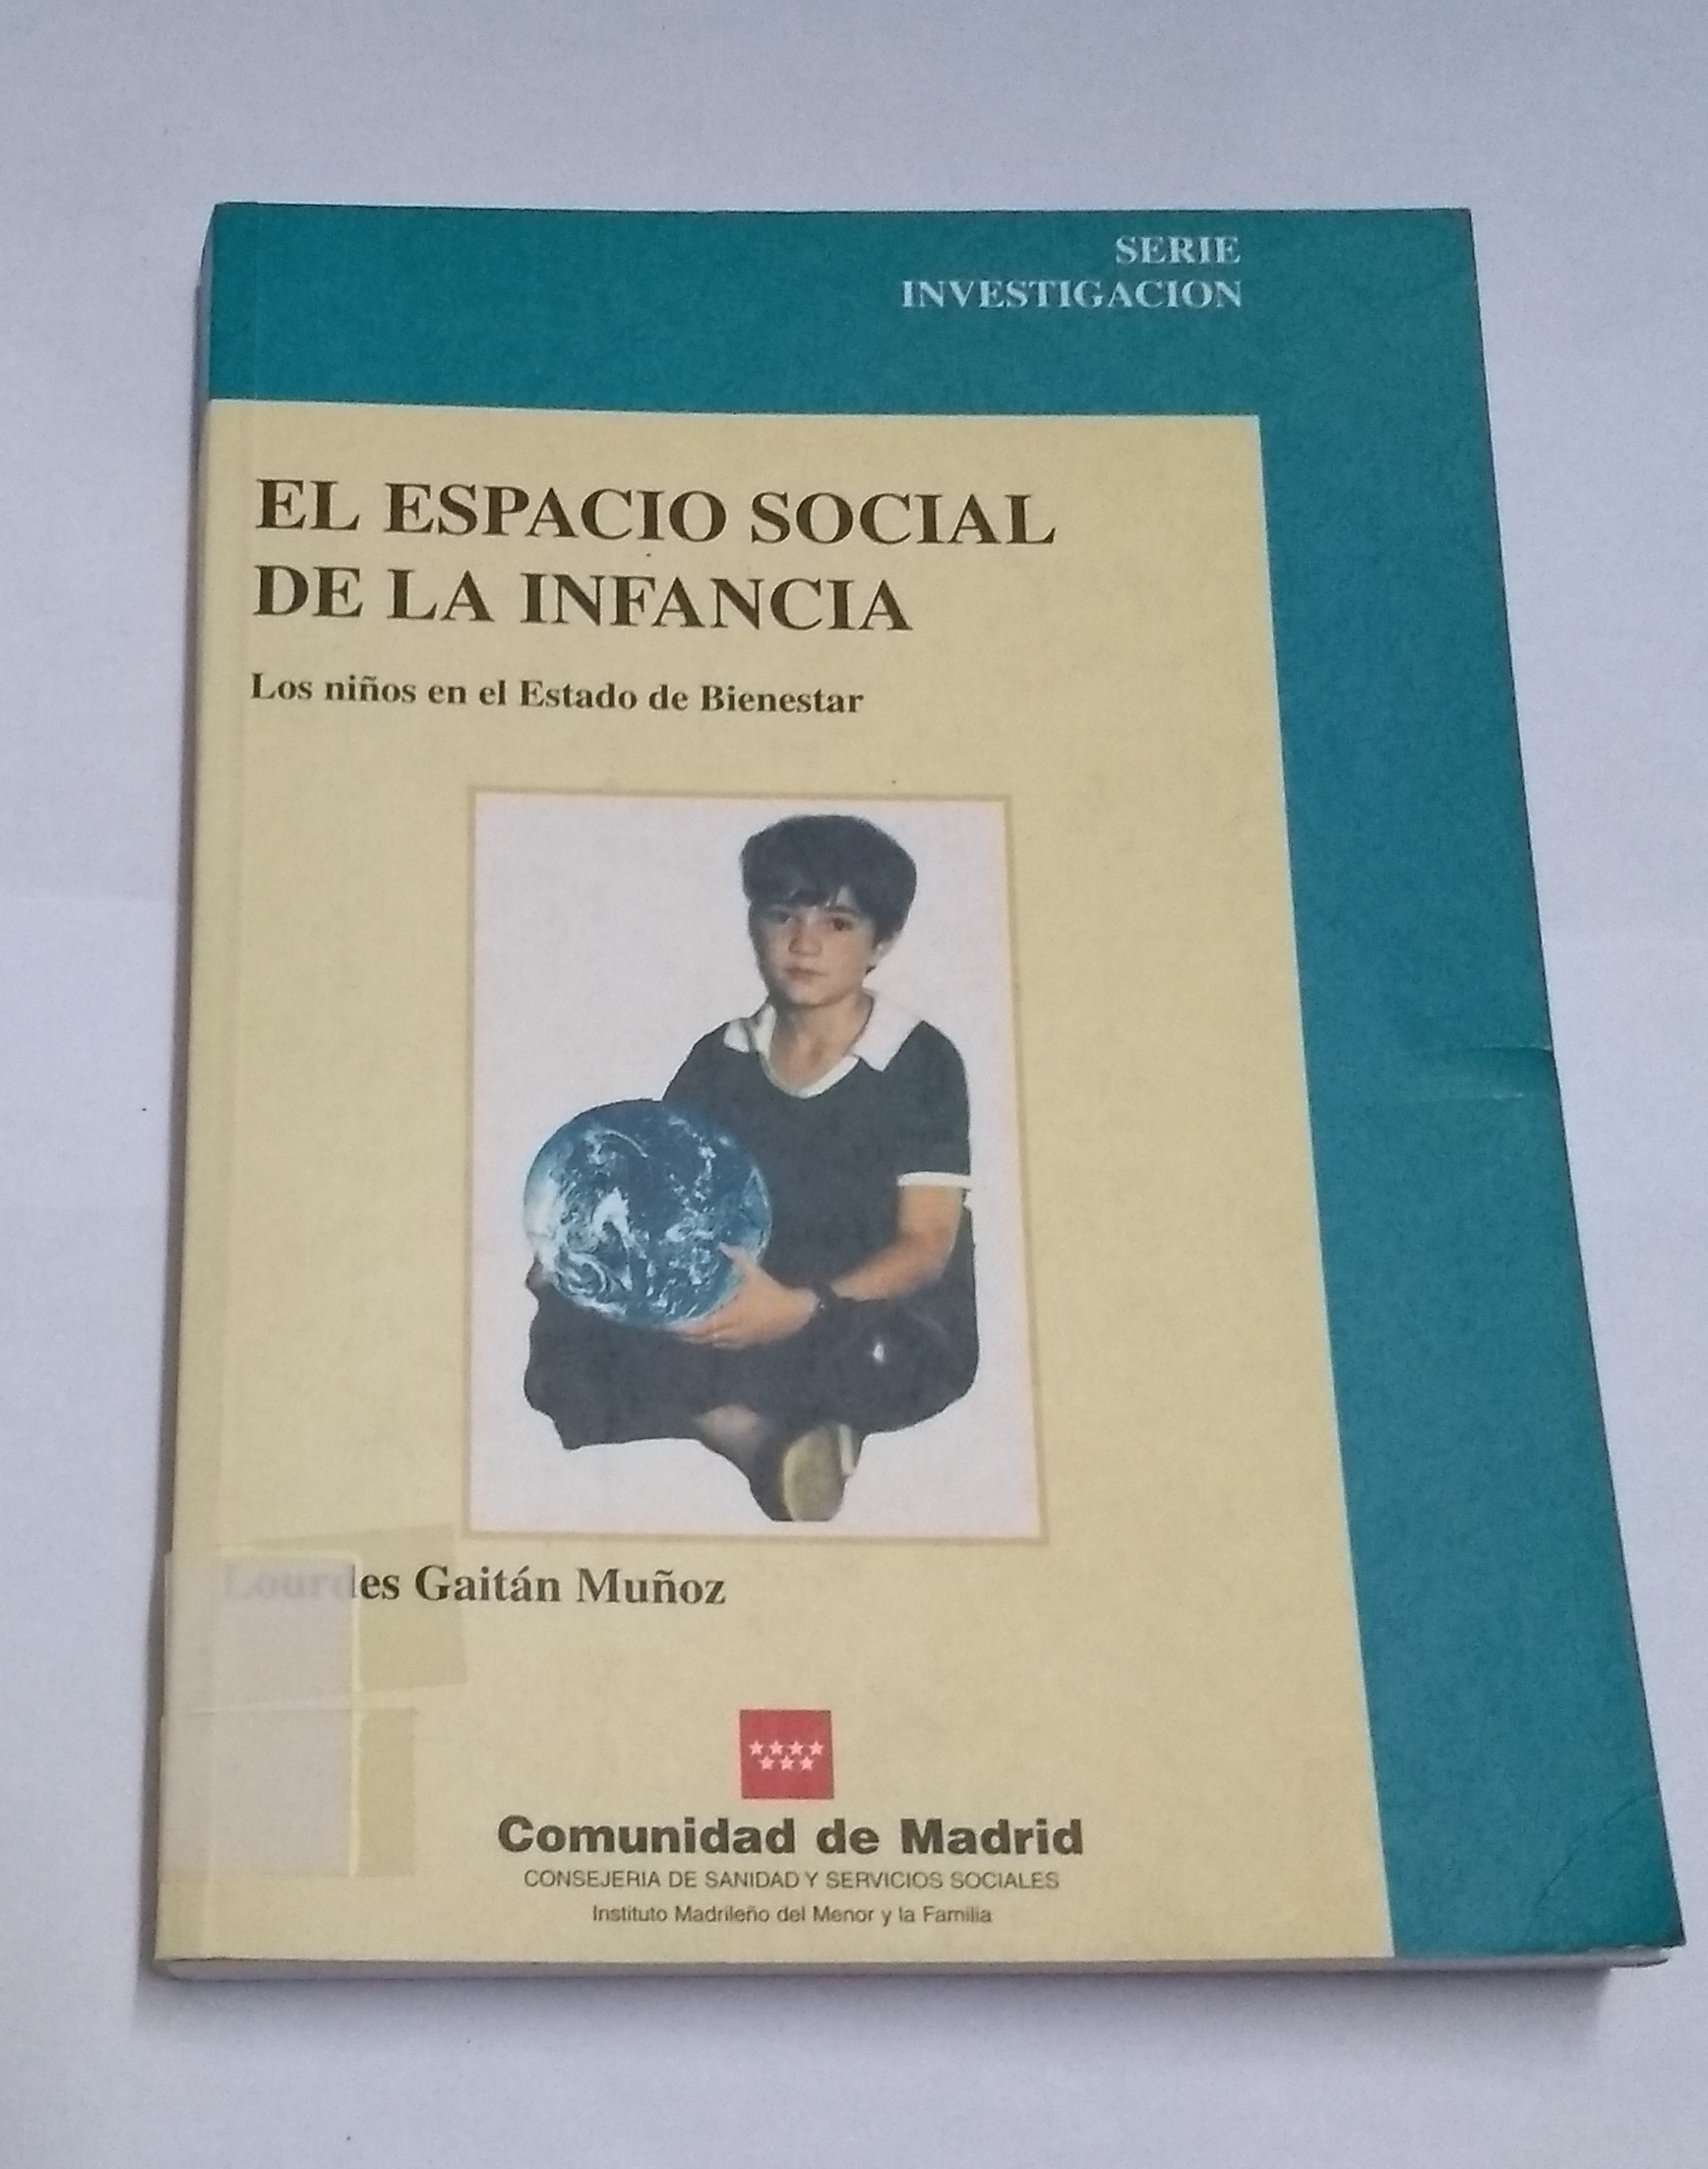 SERIE
INVESTIGACION
EL ESPACIO SOCIAL
DE LA INFANCIA
Los niños en el Estado de Bienestar
Lourdes Gaitán Muñoz
Comunidad de Madrid
CONSEJERIA DE SANIDAD Y SERVICIOS SOCIALES
Instituto Madrileño del Menor y la Familia